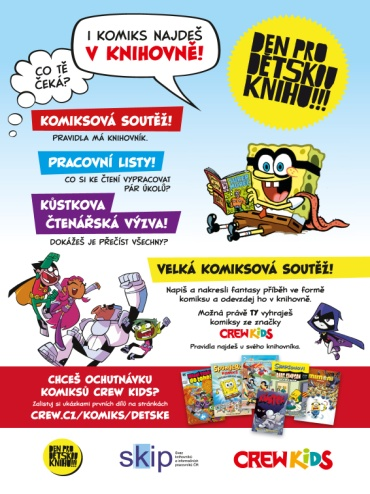 I KOMIKS NAJDEŠ
V KNIHOVNĚ!
DEN PRO
DĚTSKOU
KNIHU!!!
CO TĚ
ČEKÁ?
KOMIKSOVÁ SOUTĚŽ!
PRAVIDLA MÁ KNIHOVNÍK.
PRACOVNÍ LISTY!
CO SI KE ČTENÍ VYPRACOVAT
PÁR ÚKOLŮ?
KŮSTKOVA
ČTENÁŘSKÁ VÝZVA!
DOKÁŽEŠ JE PŘEČÍST VŠECHNY?
VELKÁ KOMIKSOVÁ SOUTĚŽ!
Napiš a nakresli fantasy příběh ve formě
komiksu a odevzdej ho v knihovně.
Možná právě TY vyhraješ
komiksy ze značky
CREW KIDS
Pravidla najdeš u svého knihovníka.
CHCEŠ OCHUTNÁVKU
KOMIKSŮ CREW KIDS?
Zalistuj si ukázkami prvních dílů na stránkách
CREW.CZ/KOMIKS/DETSKE
DEN PRO
DĚTSKOU
KNIHU!!!
skip
Svaz
knihovníků
a informačních
pracovníků ČR
CREW KIDS